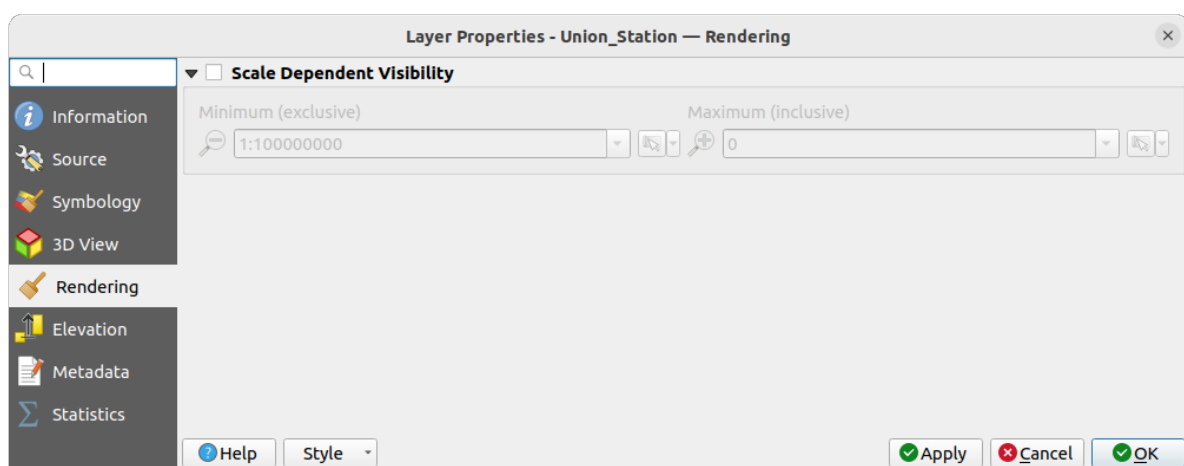 Layer Properties - Union_Station — Rendering
Scale Dependent Visibility
Information
Source
Symbology
3D View
Rendering
Elevation
Metadata
Statistics
Minimum (exclusive)
Maximum (inclusive)
1:100000000
0
Help
Style
Apply
Cancel
OK